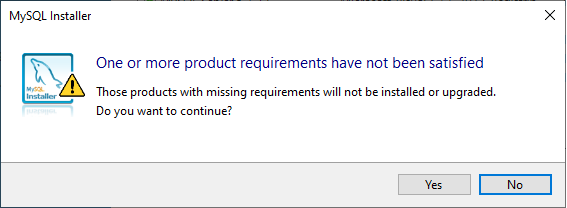 MySQL Installer
One or more product requirements have not been satisfied
MySQL
Installer
Those products with missing requirements will not be installed or upgraded.
Do you want to continue?
Yes
No